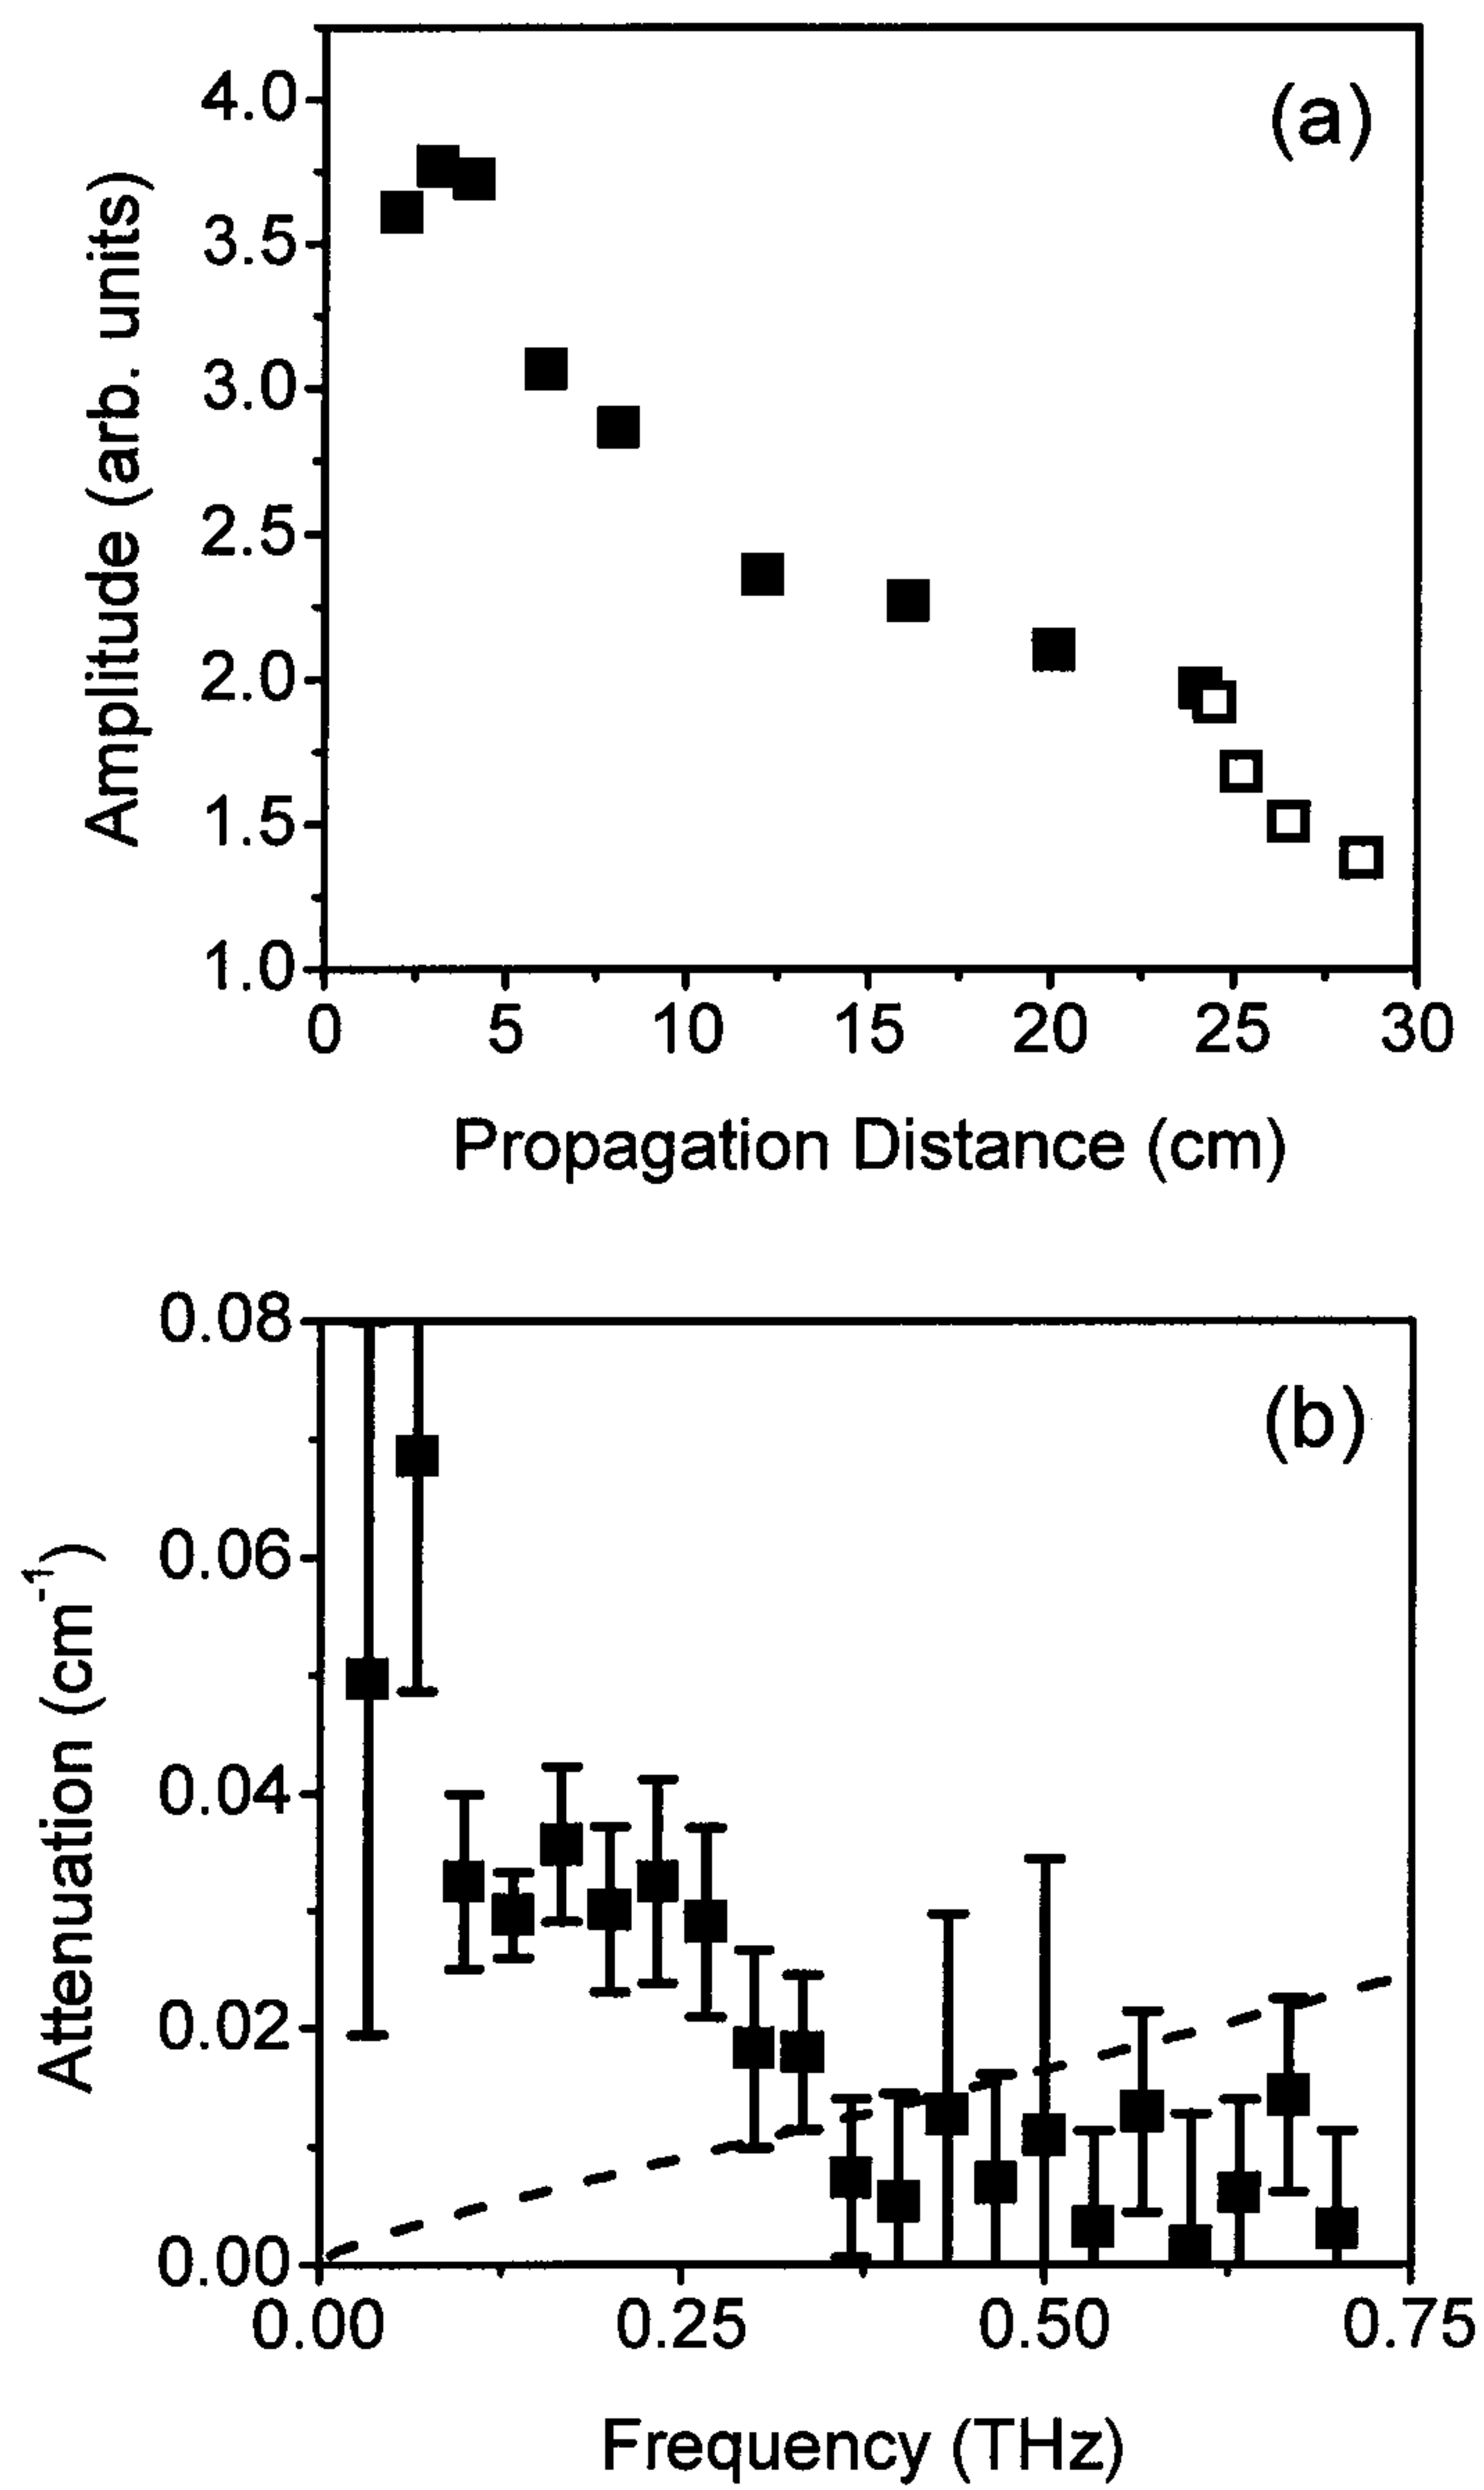 (a)
4.0
3.5
3.0
2.5
2.0
1.5
1.0
Amplitude (arb. units)
0 5 10 15 20 25 30
Propagation Distance (cm)
(b)
0.08
0.06
0.04
0.02
0.00
Attenuation (cm-1)
0.00 0.25 0.50 0.75
Frequency (THz)